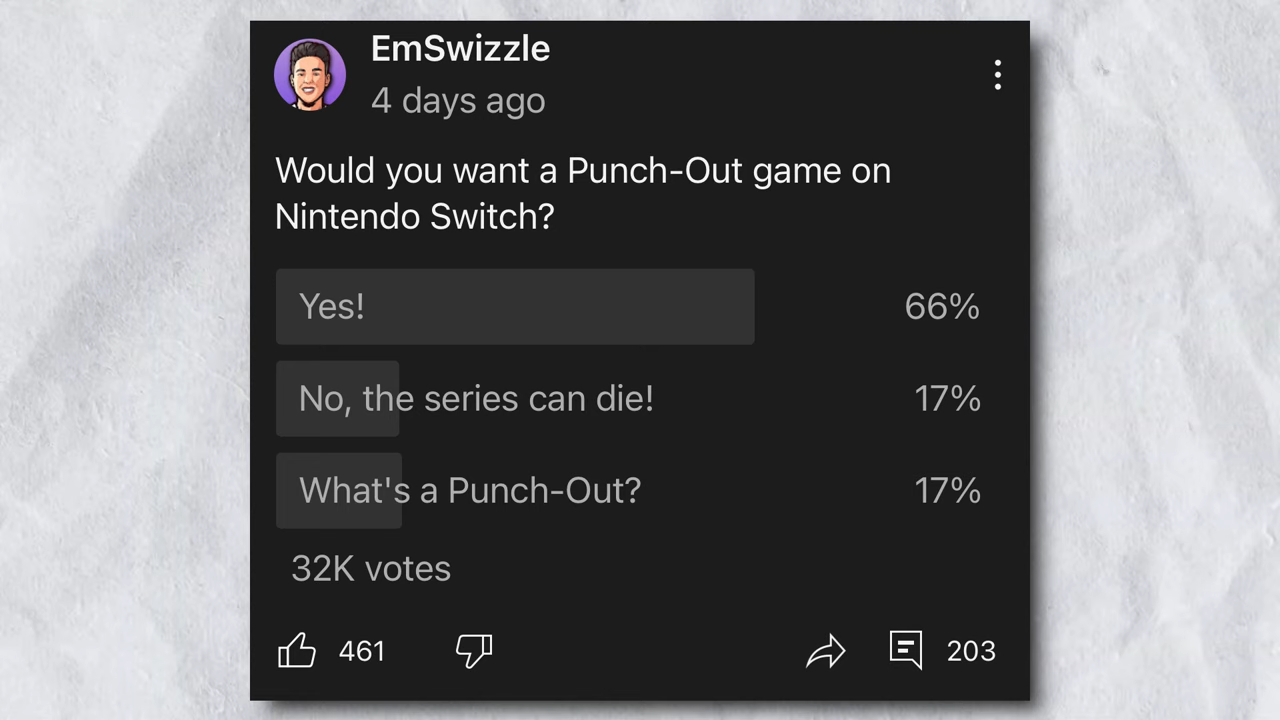 EmSwizzle
4 days ago
Would you want a Punch-Out game on
Nintendo Switch?
Yes! 66%
No, the series can die! 17%
What's a Punch-Out? 17%
32K votes
461 203